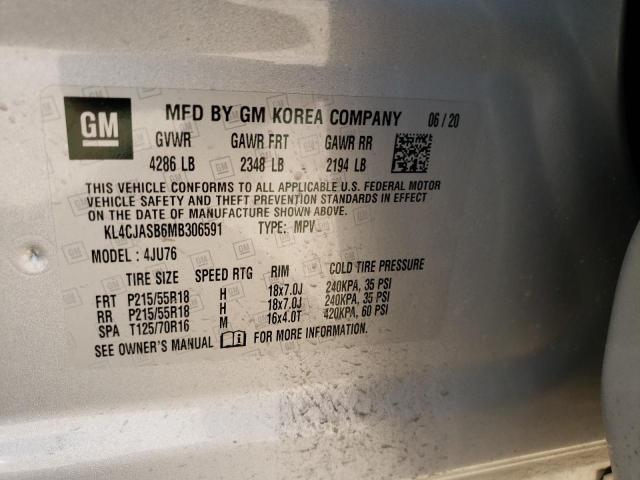 GM
MFD BY GM KOREA COMPANY 06/20
GVWR GAWR FRT GAWR RR
4286 LB 2348 LB 2194 LB
THIS VEHICLE CONFORMS TO ALL APPLICABLE U.S. FEDERAL MOTOR
VEHICLE SAFETY AND THEFT PREVENTION STANDARDS IN EFFECT
ON THE DATE OF MANUFACTURE SHOWN ABOVE.
KL4CJASB6MB306591 TYPE: MPV
MODEL: 4JU76
TIRE SIZE SPEED RTG RIM COLD TIRE PRESSURE
FRT P215/55R18 H 18x7.0J 240KPA, 35 PSI
RR P215/55R18 H 18x7.0J 240KPA, 35 PSI
SPA T125/70R16 M 16x4.0T 420KPA, 60 PSI
SEE OWNER'S MANUAL FOR MORE INFORMATION.